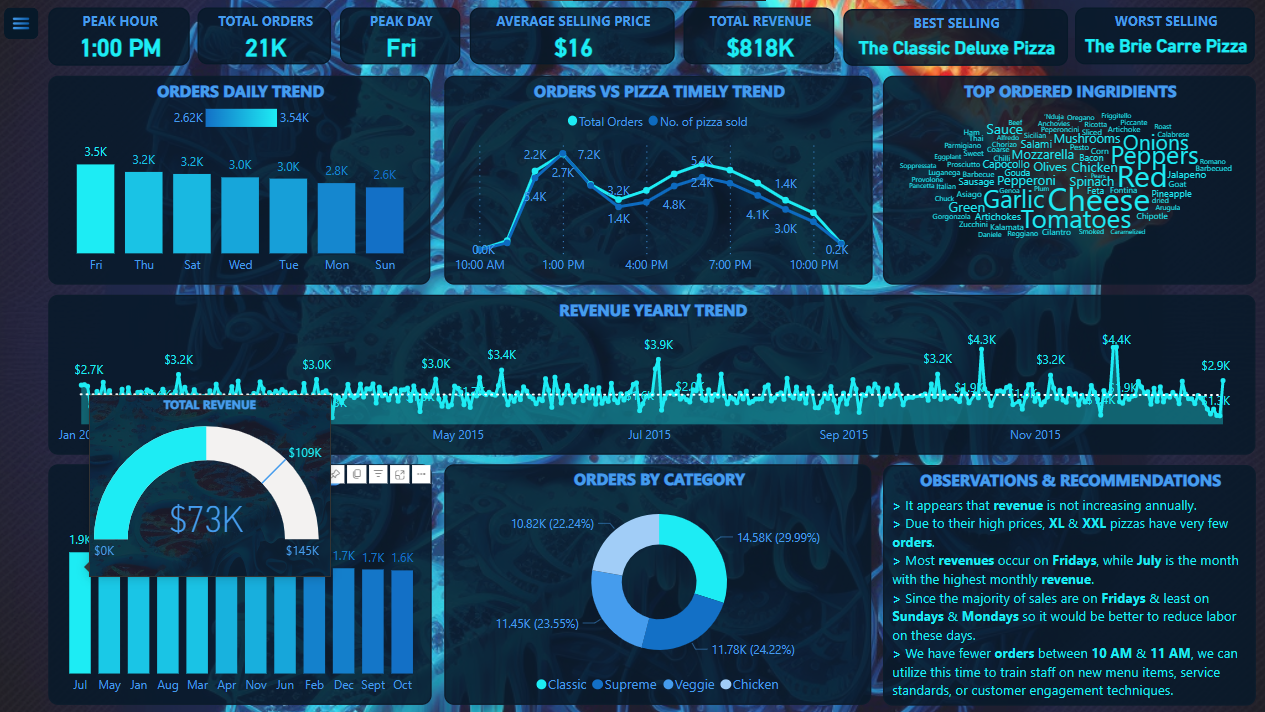 PEAK HOUR
1:00 PM
TOTAL ORDERS
21K
PEAK DAY
Fri
AVERAGE SELLING PRICE
$16
TOTAL REVENUE
$818K
BEST SELLING
The Classic Deluxe Pizza
WORST SELLING
The Brie Carre Pizza
ORDERS DAILY TREND
2.62K 3.54K
3.5K 3.2K 3.2K 3.0K 3.0K 2.8K 2.6K
Fri Thu Sat Wed Tue Mon Sun
ORDERS VS PIZZA TIMELY TREND
Total Orders No. of pizza sold
2.2K 7.2K
5.4K
2.7K
1.4K
3.2K
2.4K
4.8K
4.1K
3.0K
0.0K 0.2K
10:00 AM 1:00 PM 4:00 PM 7:00 PM 10:00 PM
TOP ORDERED INGRIDIENTS
'Nduja Oregano Friggitello
Beef Anchovies Ricotta Piccante
Ham Sauce Peperoncini Sliced Artichoke Roast
Thai Alfredo Sicilian Mushrooms Onions Calabrese
Parmigiano Chorizo Salami Pesto Corn
Eggplant Sweet Coarse Mozzarella Bacon Peppers
Chilli Romano
Soppressata Prosciutto Capocollo Olives Chicken Barbecued
Luganega Barbecue Gouda Red Jalapeno
Provolone Sausage Pepperoni Spinach Goat
Pancetta Italian Genoa Plum Pears Feta Fontina
Chuck Asiago Garlic Cheese Pineapple
dried
Green Arugula
Gorgonzola Artichokes Tomatoes Chipotle
Zucchini Kalamata
Daniele Reggiano Cilantro Smoked Caramelized
REVENUE YEARLY TREND
$2.7K $3.2K $3.0K $3.0K $3.4K $3.9K $3.2K $4.3K $3.2K $4.4K $2.9K
May 2015 Jul 2015 Sep 2015 Nov 2015
TOTAL REVENUE
$109K
$73K
$0K $145K
1.7K 1.7K 1.6K
Jul May Jan Aug Mar Apr Nov Jun Feb Dec Sept Oct
ORDERS BY CATEGORY
10.82K (22.24%)
14.58K (29.99%)
11.45K (23.55%)
11.78K (24.22%)
Classic Supreme Veggie Chicken
OBSERVATIONS & RECOMMENDATIONS
> It appears that revenue is not increasing annually.
> Due to their high prices, XL & XXL pizzas have very few
orders.
> Most revenues occur on Fridays, while July is the month
with the highest monthly revenue.
> Since the majority of sales are on Fridays & least on
Sundays & Mondays so it would be better to reduce labor
on these days.
> We have fewer orders between 10 AM & 11 AM, we can
utilize this time to train staff on new menu items, service
standards, or customer engagement techniques.